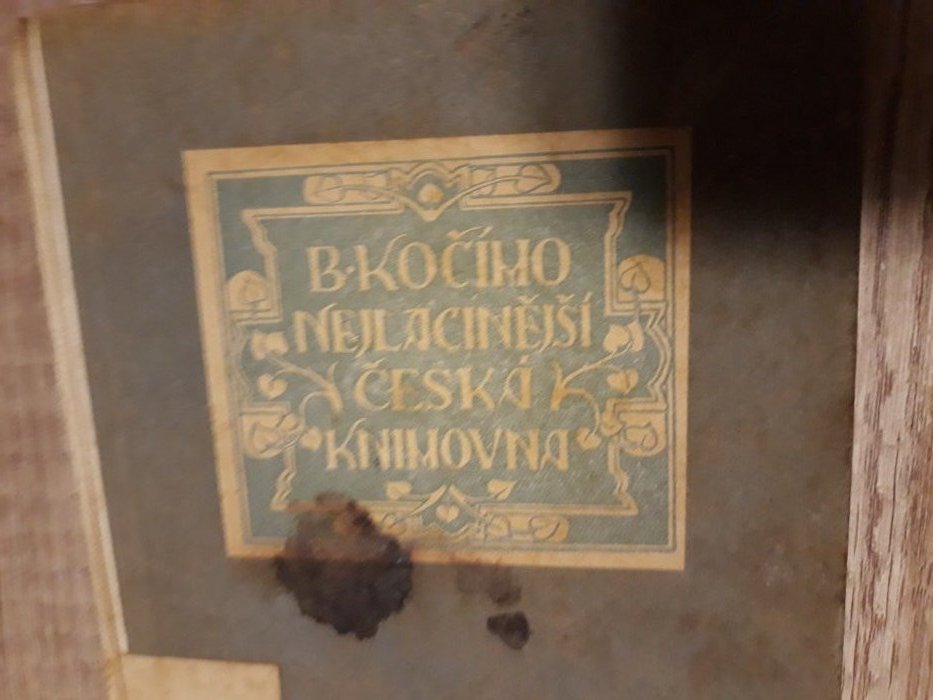 B. KOČÍHO
NEJLACINĚJŠÍ
ČESKÁ
KNIHOVNA